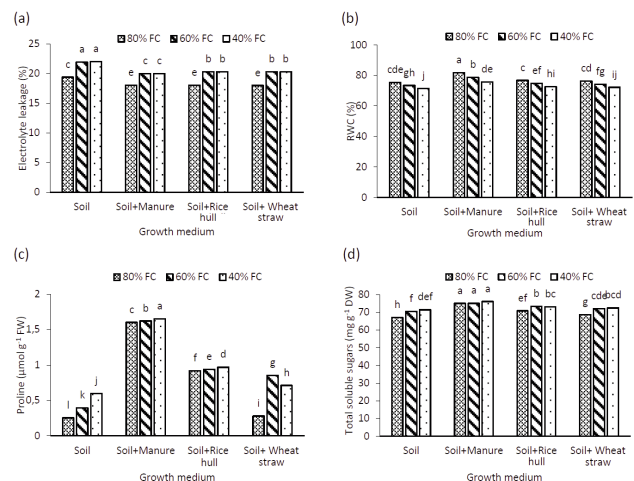 (a)
80% FC 60% FC 40% FC
Electrolyte leakage (%)
25
20
15
10
5
0
c a a e c c e b b e b b
Soil Soil+Manure Soil+Rice hull Soil+ Wheat straw
Growth medium
(b)
80% FC 60% FC 40% FC
RWC (%)
100
80
60
40
20
0
cde gh j a b de c ef hi cd fg ij
Soil Soil+Manure Soil+Rice hull Soil+ Wheat straw
Growth medium
(c)
80% FC 60% FC 40% FC
Proline (µmol g-1 FW)
2
1,5
1
0,5
0
l k j c b a f e d i g h
Soil Soil+Manure Soil+Rice hull Soil+ Wheat straw
Growth medium
(d)
80% FC 60% FC 40% FC
Total soluble sugars (mg g-1 DW)
80
70
60
50
40
30
20
10
0
h f def a a a ef b bc g cde bcd
Soil Soil+Manure Soil+Rice hull Soil+ Wheat straw
Growth medium